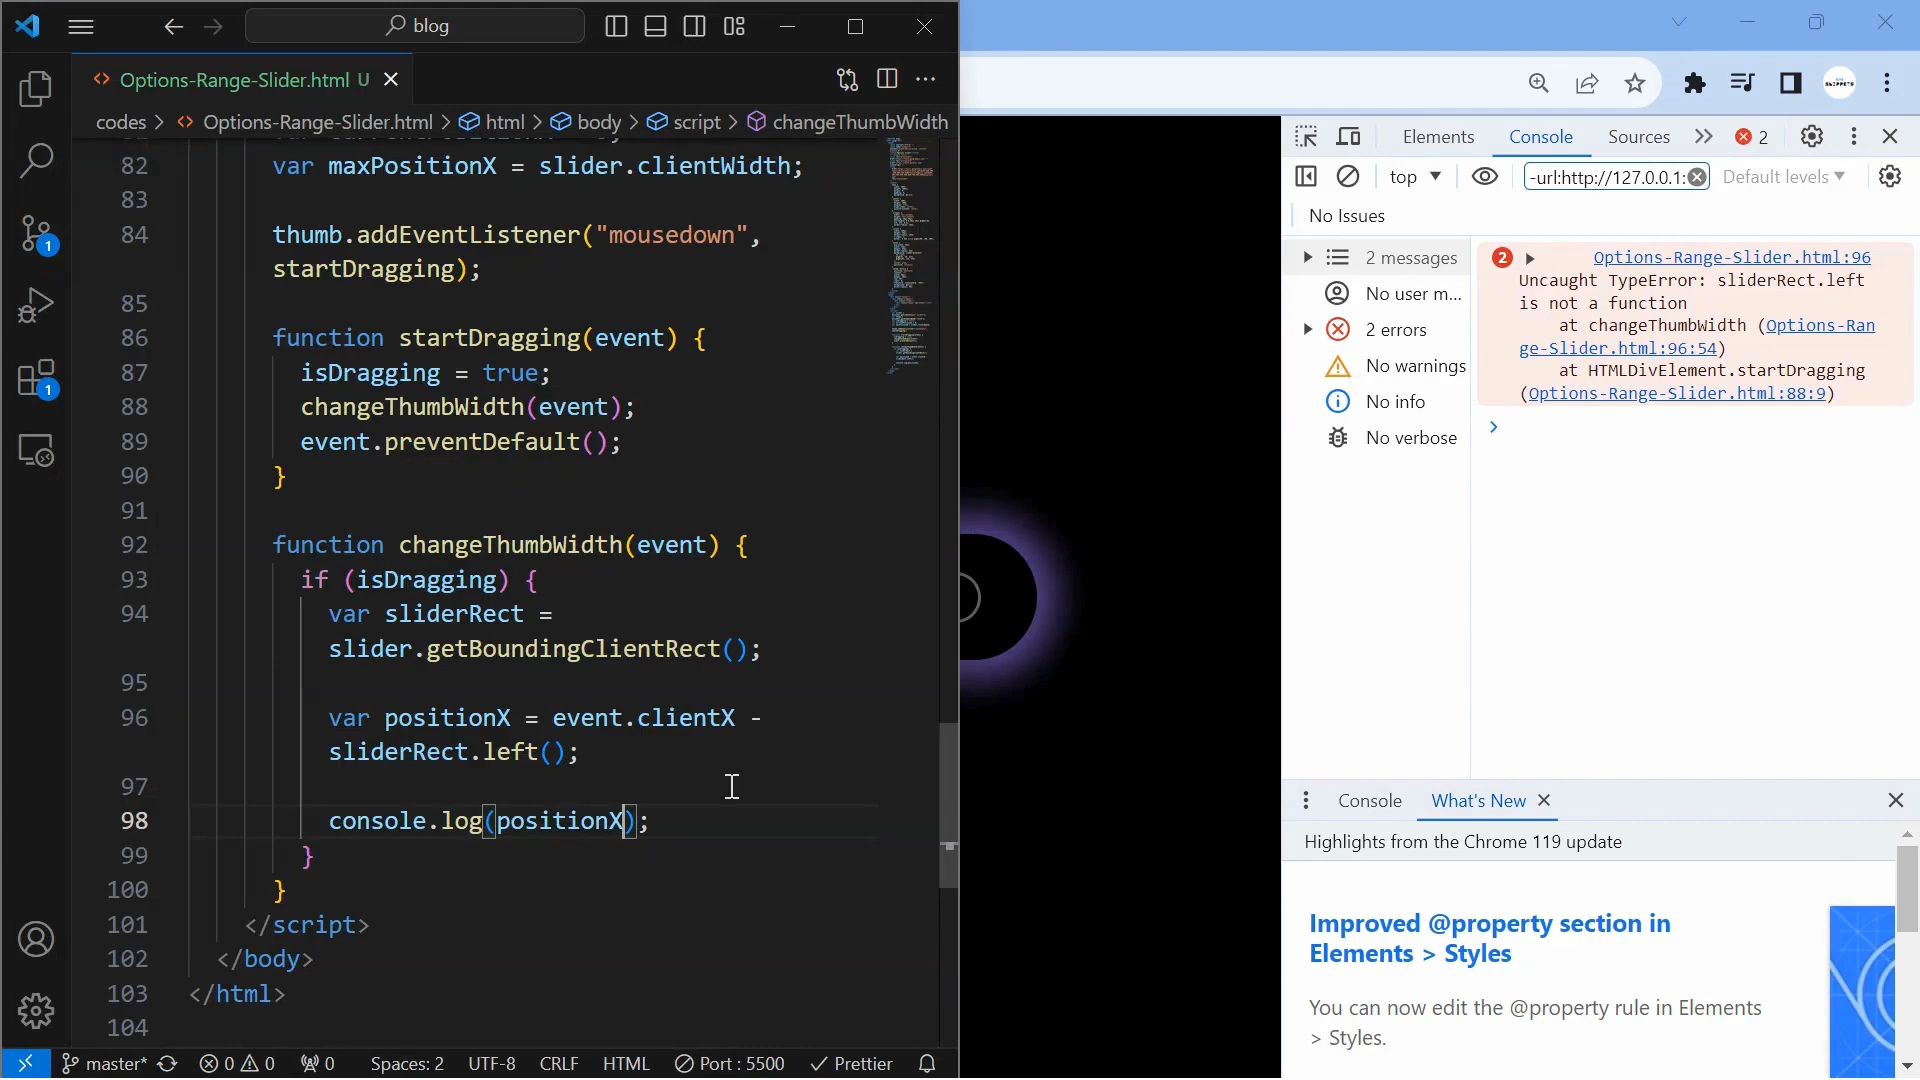 blog
Options-Range-Slider.html U
codes > Options-Range-Slider.html > html > body > script > changeThumbWidth
82 var maxPositionX = slider.clientWidth;
83
84 thumb.addEventListener("mousedown",
startDragging);
85
86 function startDragging(event) {
87 isDragging = true;
88 changeThumbWidth(event);
89 event.preventDefault();
90 }
91
92 function changeThumbWidth(event) {
93 if (isDragging) {
94 var sliderRect =
slider.getBoundingClientRect();
95
96 var positionX = event.clientX -
sliderRect.left();
97
98 console.log(positionX);
99 }
100 }
101 </script>
102 </body>
103 </html>
104
1
1
master* 0 0 0 Spaces: 2 UTF-8 CRLF HTML Port : 5500 Prettier
Elements Console Sources 2
top -url:http://127.0.0.1: Default levels
No Issues
2 messages
No user m...
2 errors
No warnings
No info
No verbose
2 Options-Range-Slider.html:96
Uncaught TypeError: sliderRect.left
is not a function
at changeThumbWidth (Options-Ran
ge-Slider.html:96:54)
at HTMLDivElement.startDragging
(Options-Range-Slider.html:88:9)
Console What's New
Highlights from the Chrome 119 update
Improved @property section in
Elements > Styles
You can now edit the @property rule in Elements
> Styles.